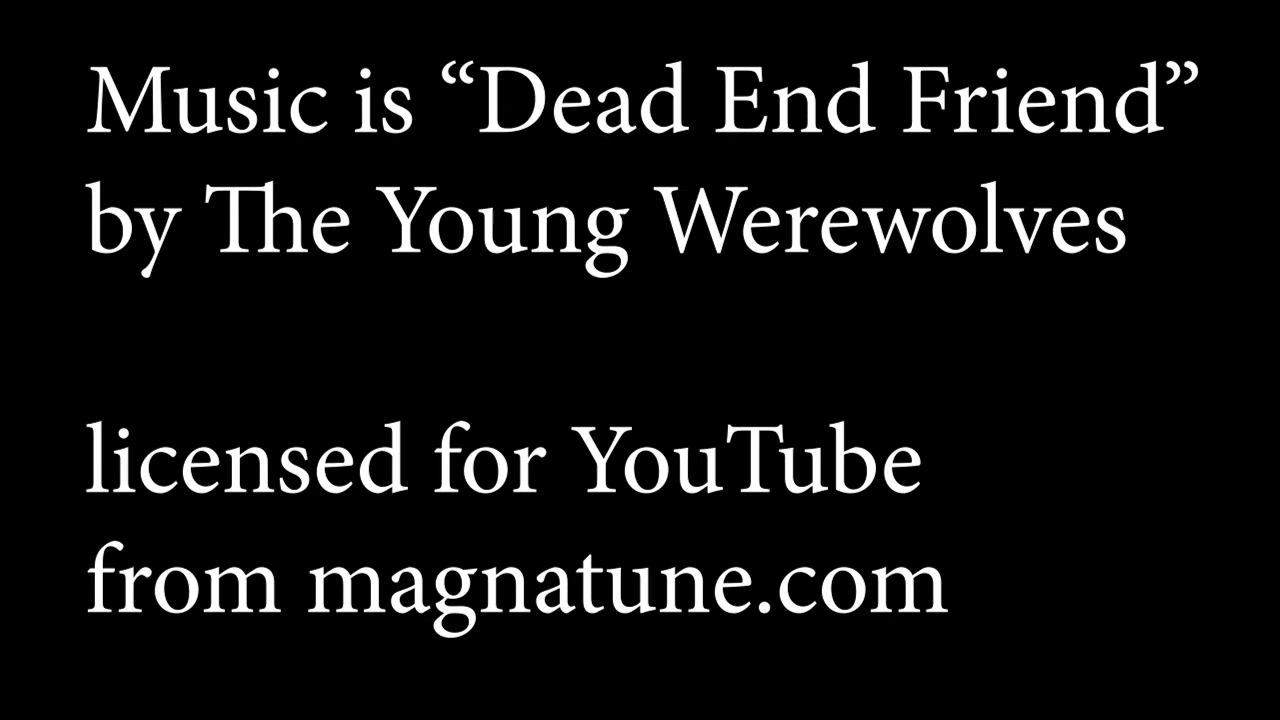 Music is “Dead End Friend”
by The Young Werewolves
licensed for YouTube
from magnatune.com